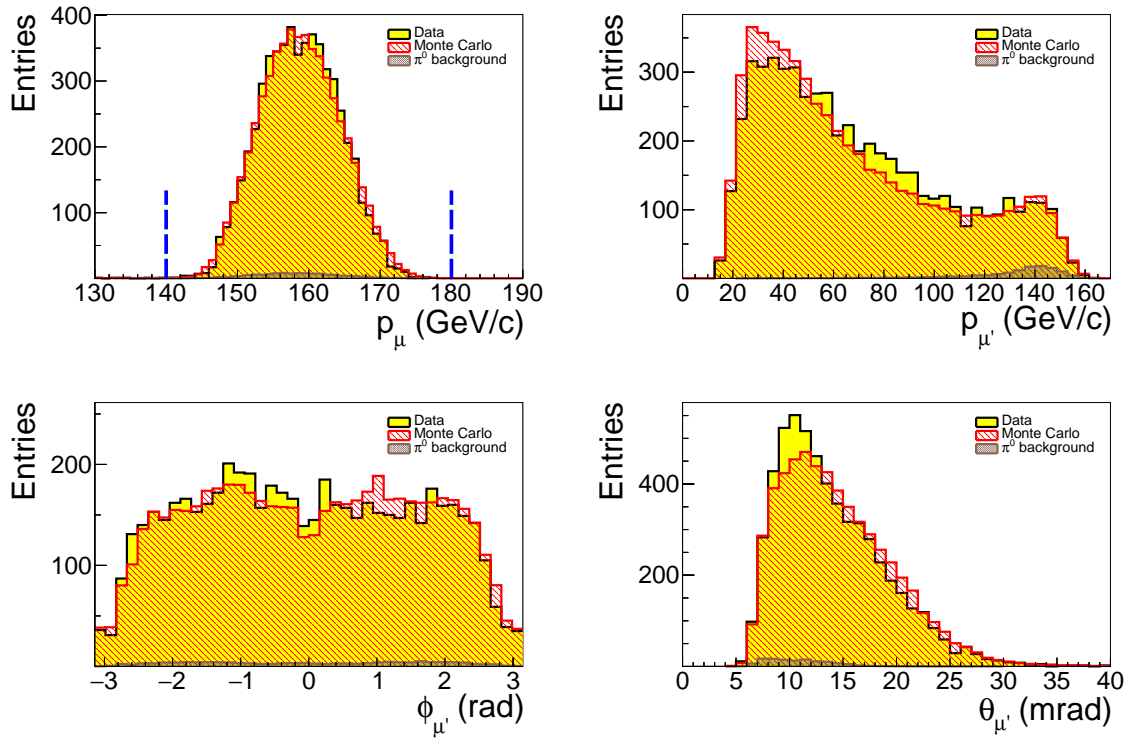 Entries
400
300
200
100
Data
Monte Carlo
π⁰ background
130 140 150 160 170 180 190
p_μ (GeV/c)
Entries
300
200
100
Data
Monte Carlo
π⁰ background
0 20 40 60 80 100 120 140 160
p_μ' (GeV/c)
Entries
200
100
Data
Monte Carlo
π⁰ background
−3 −2 −1 0 1 2 3
ϕ_μ' (rad)
Entries
400
200
Data
Monte Carlo
π⁰ background
0 5 10 15 20 25 30 35 40
θ_μ' (mrad)